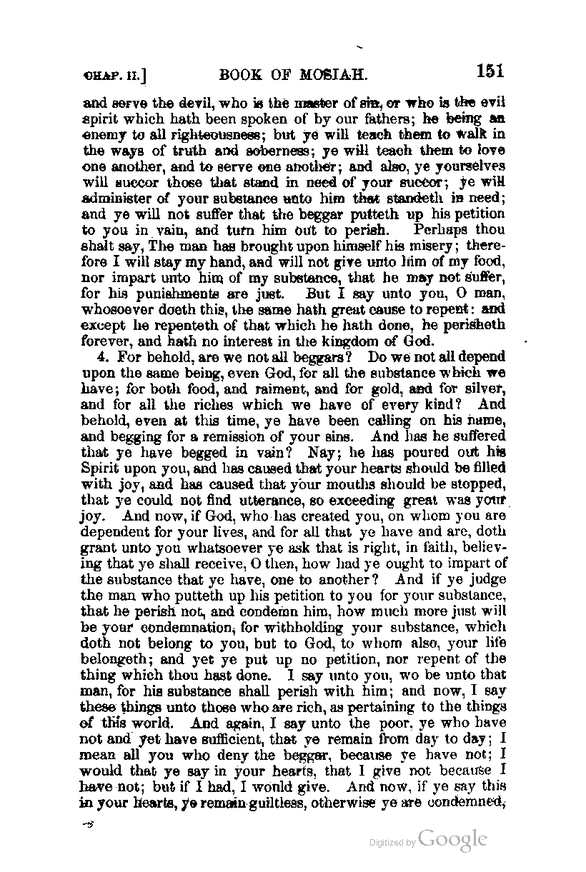 CHAP. II.] BOOK OF MOSIAH. 151
and serve the devil, who is the master of sin, or who is the evil
spirit which hath been spoken of by our fathers; he being an
enemy to all righteousness; but ye will teach them to walk in
the ways of truth and soberness; ye will teach them to love
one another, and to serve one another; and also, ye yourselves
will succor those that stand in need of your succor; ye will
administer of your substance unto him that standeth in need;
and ye will not suffer that the beggar putteth up his petition
to you in vain, and turn him out to perish. Perhaps thou
shalt say, The man has brought upon himself his misery; there-
fore I will stay my hand, and will not give unto him of my food,
nor impart unto him of my substance, that he may not suffer,
for his punishments are just. But I say unto you, O man,
whosoever doeth this, the same hath great cause to repent: and
except he repenteth of that which he hath done, he perisheth
forever, and hath no interest in the kingdom of God.
4. For behold, are we not all beggars? Do we not all depend
upon the same being, even God, for all the substance which we
have; for both food, and raiment, and for gold, and for silver,
and for all the riches which we have of every kind? And
behold, even at this time, ye have been calling on his name,
and begging for a remission of your sins. And has he suffered
that ye have begged in vain? Nay; he has poured out his
Spirit upon you, and has caused that your hearts should be filled
with joy, and has caused that your mouths should be stopped,
that ye could not find utterance, so exceeding great was your
joy. And now, if God, who has created you, on whom you are
dependent for your lives, and for all that ye have and are, doth
grant unto you whatsoever ye ask that is right, in faith, believ-
ing that ye shall receive, O then, how had ye ought to impart of
the substance that ye have, one to another? And if ye judge
the man who putteth up his petition to you for your substance,
that he perish not, and condemn him, how much more just will
be your condemnation, for withholding your substance, which
doth not belong to you, but to God, to whom also, your life
belongeth; and yet ye put up no petition, nor repent of the
thing which thou hast done. I say unto you, wo be unto that
man, for his substance shall perish with him; and now, I say
these things unto those who are rich, as pertaining to the things
of this world. And again, I say unto the poor, ye who have
not and yet have sufficient, that ye remain from day to day; I
mean all you who deny the beggar, because ye have not; I
would that ye say in your hearts, that I give not because I
have not; but if I had, I would give. And now, if ye say this
in your hearts, ye remain guiltless, otherwise ye are condemned,
Digitized by Google